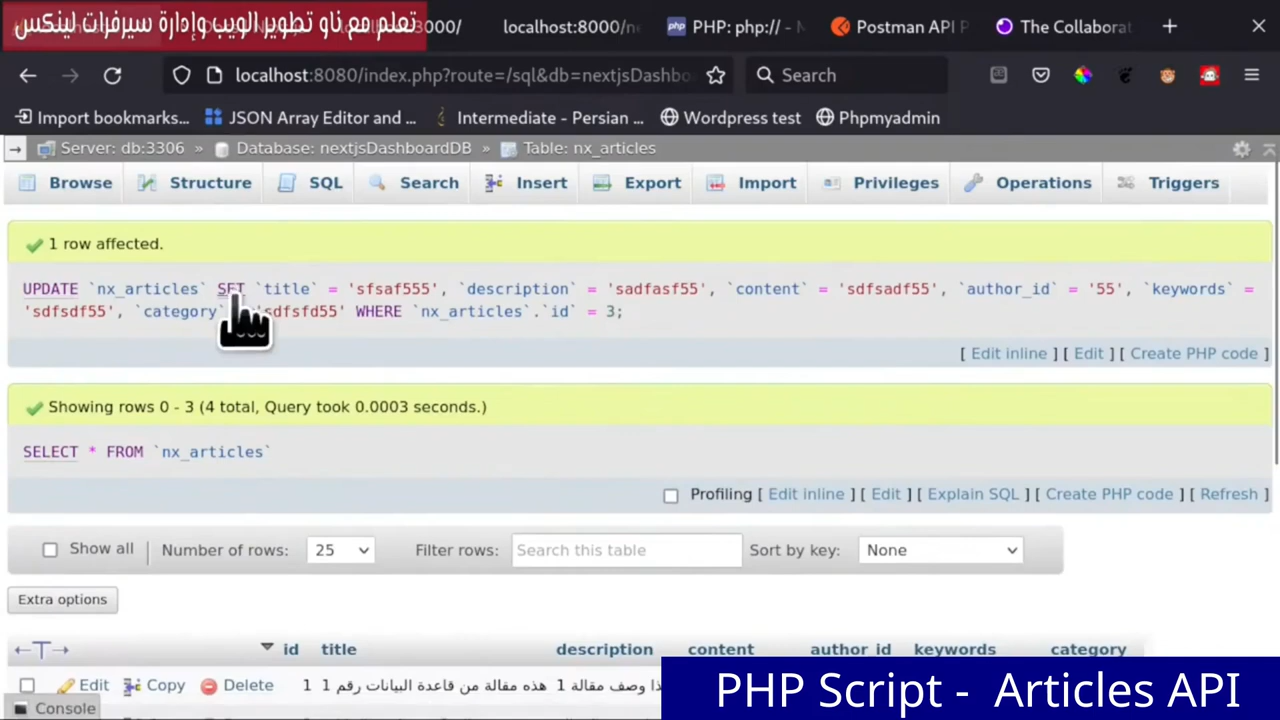 تعلم مع ناو تطوير الويب وإدارة سيرفرات لينكس
3000/
localhost:8000/ne
php PHP: php:// - M
Postman API P
The Collaborat
localhost:8080/index.php?route=/sql&db=nextjsDashbo
Search
Import bookmarks...
JSON Array Editor and ...
Intermediate - Persian ...
Wordpress test
Phpmyadmin
Server: db:3306 » Database: nextjsDashboardDB » Table: nx_articles
Browse Structure SQL Search Insert Export Import Privileges Operations Triggers
1 row affected.
UPDATE `nx_articles` SET `title` = 'sfsaf555', `description` = 'sadfasf55', `content` = 'sdfsadf55', `author_id` = '55', `keywords` =
'sdfsdf55', `category` 'sdfsfd55' WHERE `nx_articles`.`id` = 3;
[ Edit inline ] [ Edit ] [ Create PHP code ]
Showing rows 0 - 3 (4 total, Query took 0.0003 seconds.)
SELECT * FROM `nx_articles`
Profiling [ Edit inline ] [ Edit ] [ Explain SQL ] [ Create PHP code ] [ Refresh ]
Show all Number of rows: 25 Filter rows: Search this table Sort by key: None
Extra options
id title description content author_id keywords category
Edit Copy Delete 1 هذه مقالة من قاعدة البيانات رقم 1 ذا وصف مقالة 1
Console
PHP Script - Articles API